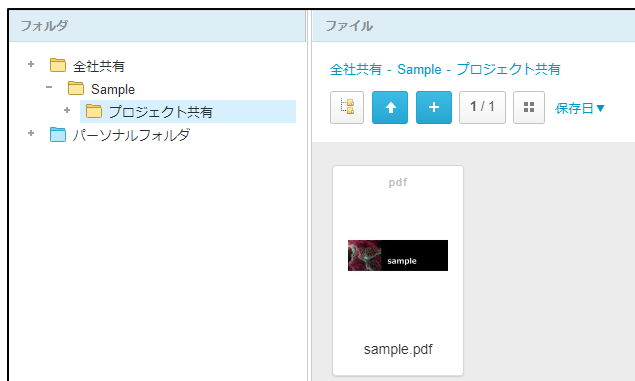 フォルダ
全社共有
Sample
プロジェクト共有
パーソナルフォルダ
ファイル
全社共有 - Sample - プロジェクト共有
1 / 1
保存日▼
pdf
sample
sample.pdf